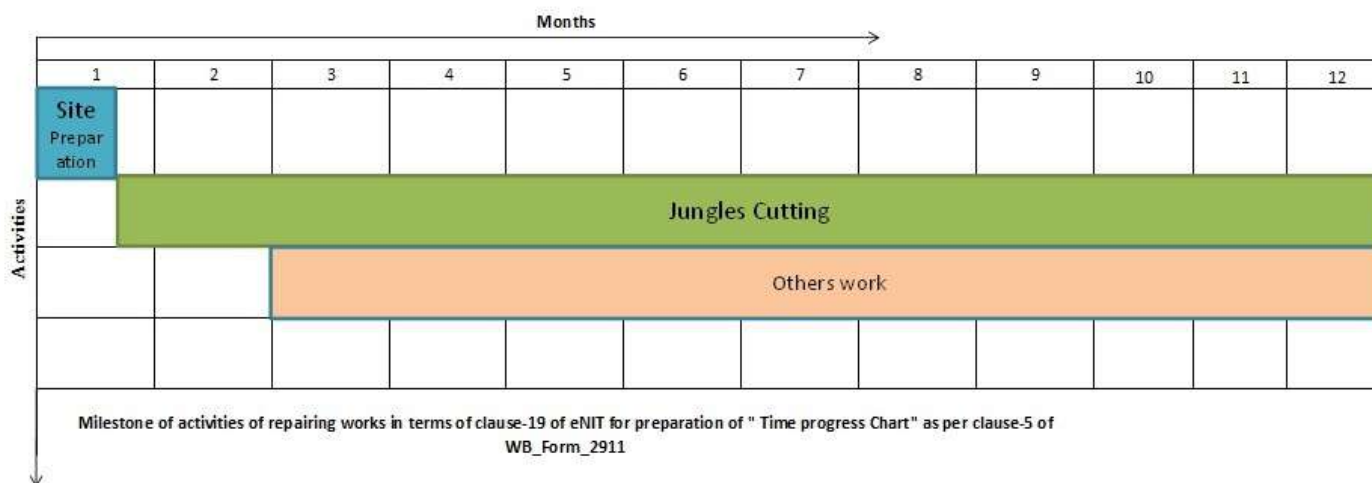 Months
1 2 3 4 5 6 7 8 9 10 11 12
Site
Prepar
ation
Activities
Jungles Cutting
Others work
Milestone of activities of repairing works in terms of clause-19 of eNIT for preparation of " Time progress Chart" as per clause-5 of
WB_Form_2911